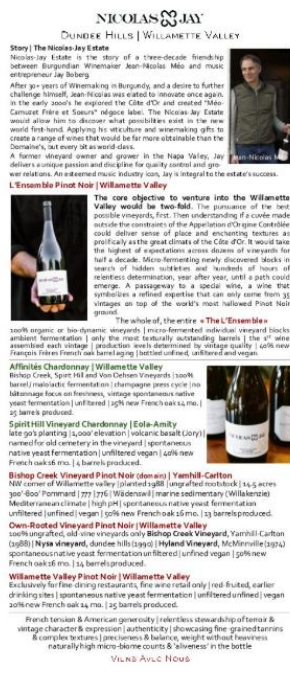 NICOLAS JAY
DUNDEE HILLS | WILLAMETTE VALLEY
Story | The Nicolas-Jay Estate
Nicolas-Jay Estate is the story of a three-decade friendship
between Burgundian Winemaker Jean-Nicolas Méo and music
entrepreneur Jay Boberg.
After 30+ years of Winemaking in Burgundy, and a desire to further
challenge himself, Jean-Nicolas was elated to innovate once again.
In the early 2000's he explored the Côte d'Or and created "Méo-
Camuzet Frère et Soeurs" négoce label. The Nicolas-Jay Estate
would allow him to discover what possibilities exist in the new
world first-hand. Applying his viticulture and winemaking gifts to
create a range of wines that would be far more obtainable than the
Domaine's, but every bit as world-class.
A former vineyard owner and grower in the Napa Valley, Jay
delivers a unique passion and discipline for quality control and gro-
wer relations. An esteemed music industry icon, Jay is integral to the estate's success.
Jean-Nicolas
L'Ensemble Pinot Noir | Willamette Valley
The core objective to venture into the Willamette
Valley would be two-fold. The pursuance of the best
possible vineyards, first. Then understanding if a cuvée made
outside the constraints of the Appellation d'Origine Contrôlée
could deliver sense of place and enchanting textures as
prolifically as the great climats of the Côte d'Or. It would take
the highest of expectations across dozens of vineyards for
half a decade. Micro-fermenting newly discovered blocks in
search of hidden subtleties and hundreds of hours of
relentless determination, year after year, until a path could
emerge. A passageway to a special wine, a wine that
symbolizes a refined expertise that can only come from 35
vintages on top of the world's most hallowed Pinot Noir
ground.
The whole of, the entire «The L'Ensemble»
100% organic or bio-dynamic vineyards | micro-fermented individual vineyard blocks
ambient fermentation | only the most naturally outstanding barrels | the 1st wine
assembled each vintage | production levels determined by vintage quality | 40% new
François Frères French oak barrel aging | bottled unfined, unfiltered and vegan
Affinités Chardonnay | Willamette Valley
Bishop Creek, Spirit Hill and Von Oehsen Vineyards | 100%
barrel | malolactic fermentation | champagne press cycle | no
bâtonnage focus on freshness, vintage spontaneous native
yeast fermentation | unfiltered | 25% new French oak 14 mo. |
25 barrels produced.
Spirit Hill Vineyard Chardonnay | Eola-Amity
late 90's planting | 1,000' elevation | volcanic basalt (Jory) |
named for old cemetery in the vineyard | spontaneous
native yeast fermentation unfiltered | vegan | 40% new
French oak 16 mo. | 4 barrels produced.
Bishop Creek Vineyard Pinot Noir (domain) | Yamhill-Carlton
NW corner of Willamette valley | planted 1988 | ungrafted rootstock | 14.5 acres
300'-800' Pommard | 777 | 776 | Wädenswil | marine sedimentary (Willakenzie)
Mediterranean climate | high pH | spontaneous native yeast fermentation
unfiltered | unfined | vegan | 50% new French oak 16 mo. | 13 barrels produced.
Own-Rooted Vineyard Pinot Noir | Willamette Valley
100% ungrafted, old-vine vineyards only Bishop Creek Vineyard, Yamhill-Carlton
(1988) | Nysa vineyard, dundee hills (1990) | Hyland Vineyard, McMinnville (1974)
spontaneous native yeast fermentation unfiltered | unfined | vegan | 50% new
French oak 16 mo. | 14 barrels produced.
Willamette Valley Pinot Noir | Willamette Valley
Exclusively for fine-dining restaurants, fine wine retail only | red-fruited, earlier
drinking sites | spontaneous native yeast fermentation | unfiltered | unfined | vegan
20% new French oak 14 mo. | 25 barrels produced.
French tension & American generosity | relentless stewardship of terroir &
vintage character & expression | authenticity | showcasing fine-grained tannins
& complex textures | preciseness & balance, weight without heaviness
naturally high micro-biome counts & 'aliveness' in the bottle
VIENS AVEC NOUS